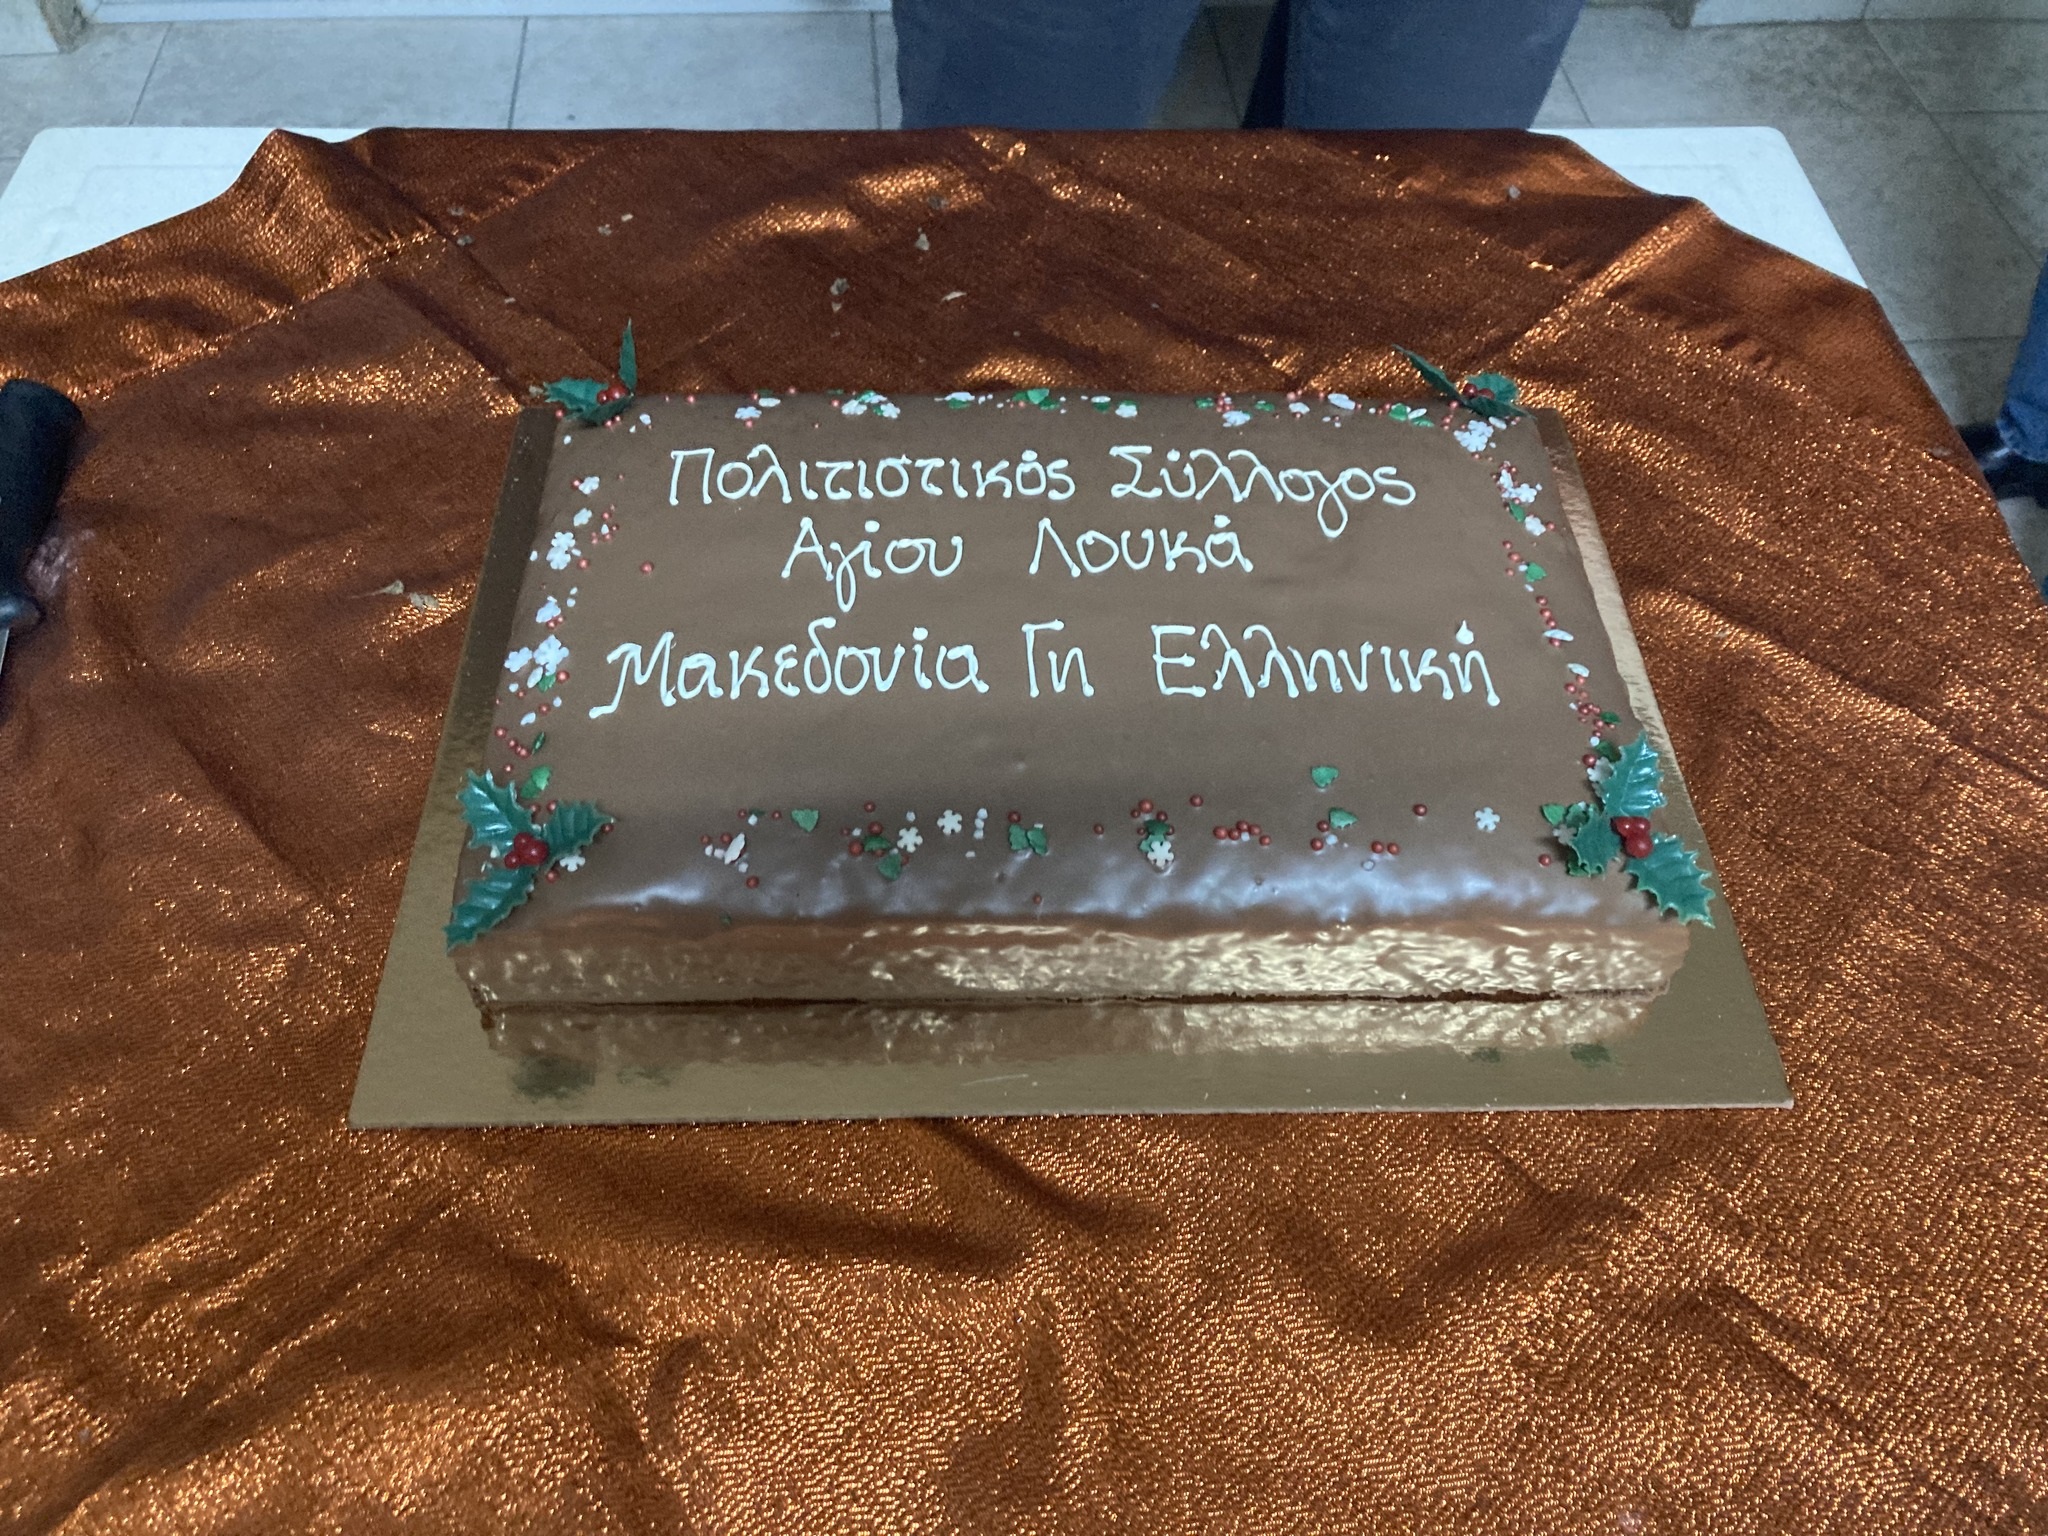 Πολιτιστικός Σύλλογος
Αγίου Λουκά
Μακεδονία Γη Ελληνική